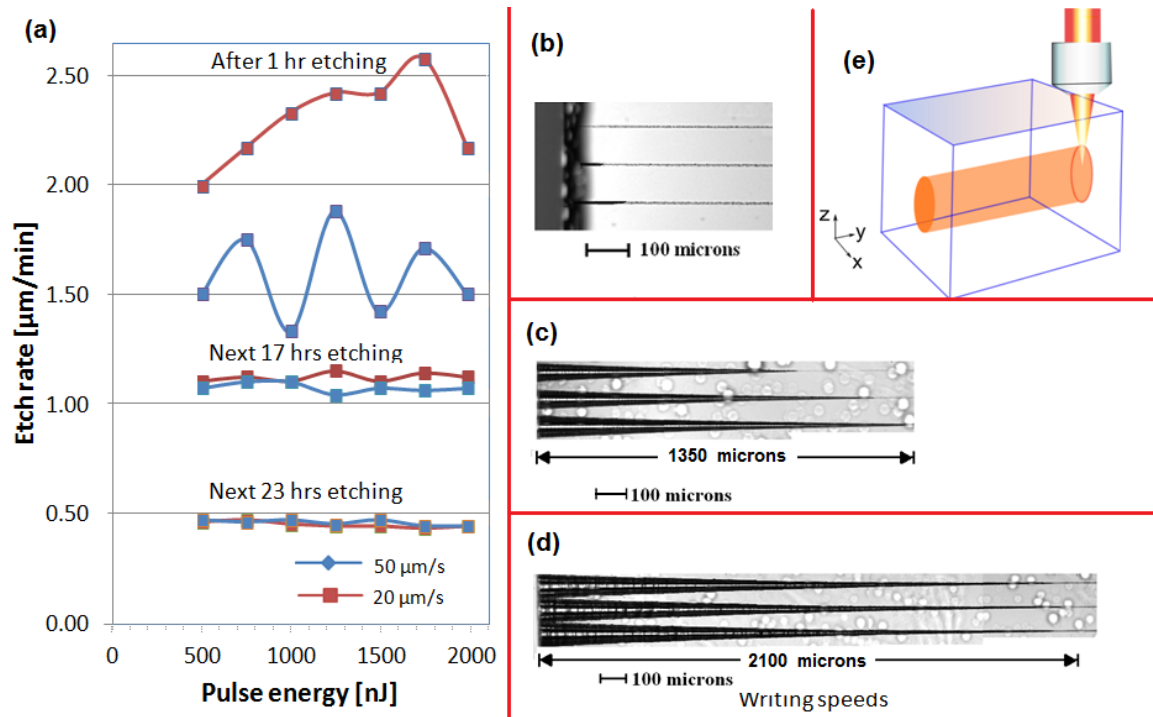 (a)
After 1 hr etching
2.50
2.00
1.50
Next 17 hrs etching
1.00
Next 23 hrs etching
0.50
50 µm/s
20 µm/s
0.00
0 500 1000 1500 2000
Etch rate [µm/min]
Pulse energy [nJ]
(b)
100 microns
(e)
z
y
x
(c)
1350 microns
100 microns
(d)
2100 microns
100 microns
Writing speeds